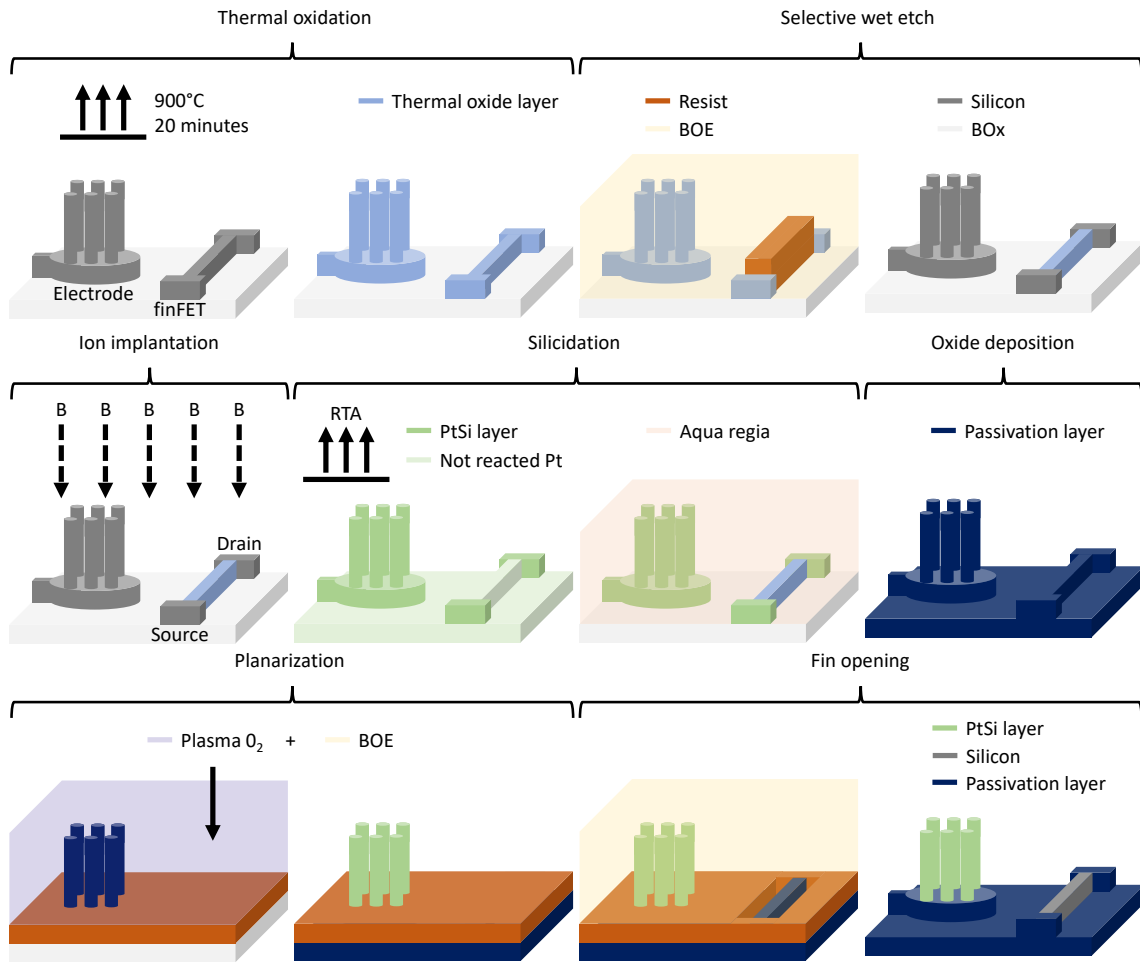 Thermal oxidation
Selective wet etch
900°C
20 minutes
Thermal oxide layer
Resist
BOE
Silicon
BOx
Electrode
finFET
Ion implantation
Silicidation
Oxide deposition
B B B B B
RTA
PtSi layer
Not reacted Pt
Aqua regia
Passivation layer
Drain
Source
Planarization
Fin opening
Plasma 0₂ + BOE
PtSi layer
Silicon
Passivation layer